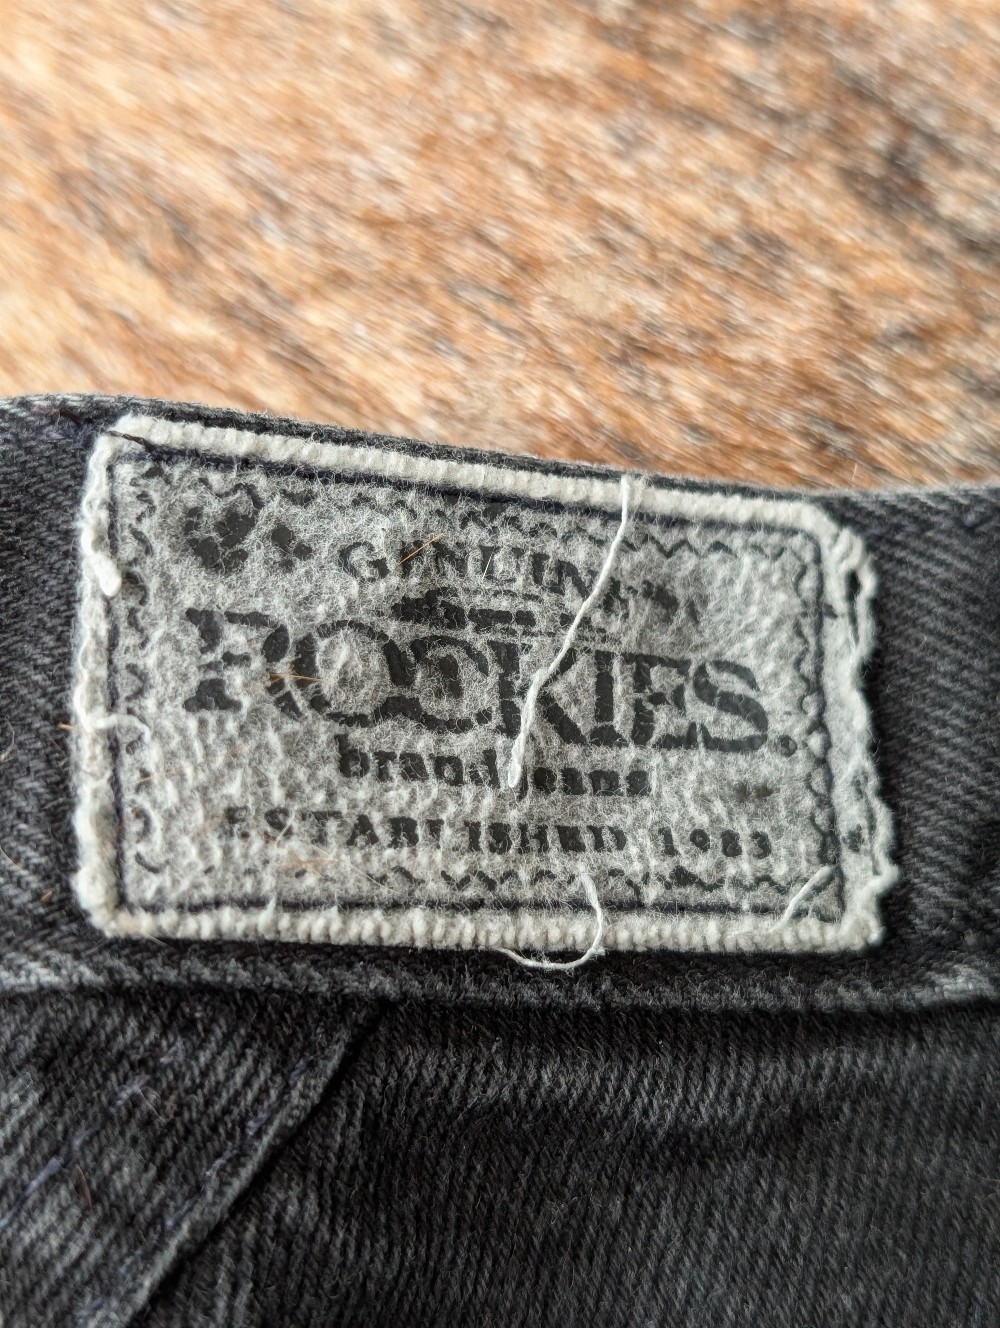 GENUINE
ROCKIES.
brand jeans
ESTABLISHED 1983